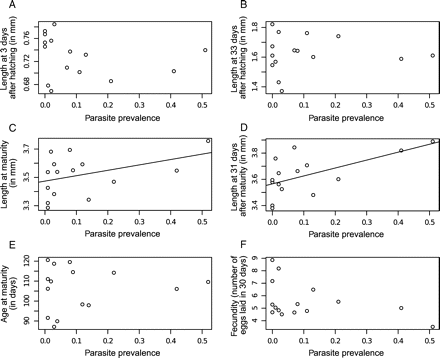 A
Length at 3 days
after hatching (in mm)
0.76
0.72
0.68
0.0 0.1 0.2 0.3 0.4 0.5
Parasite prevalence
B
Length at 33 days
after hatching (in mm)
1.8
1.6
1.4
0.0 0.1 0.2 0.3 0.4 0.5
Parasite prevalence
C
Length at maturity
(in mm)
3.7
3.5
3.3
0.0 0.1 0.2 0.3 0.4 0.5
Parasite prevalence
D
Length at 31 days
after maturity (in mm)
3.8
3.6
3.4
0.0 0.1 0.2 0.3 0.4 0.5
Parasite prevalence
E
Age at maturity
(in days)
120
110
100
90
0.0 0.1 0.2 0.3 0.4 0.5
Parasite prevalence
F
Fecundity (number of
eggs laid in 30 days)
9
8
7
6
5
4
0.0 0.1 0.2 0.3 0.4 0.5
Parasite prevalence